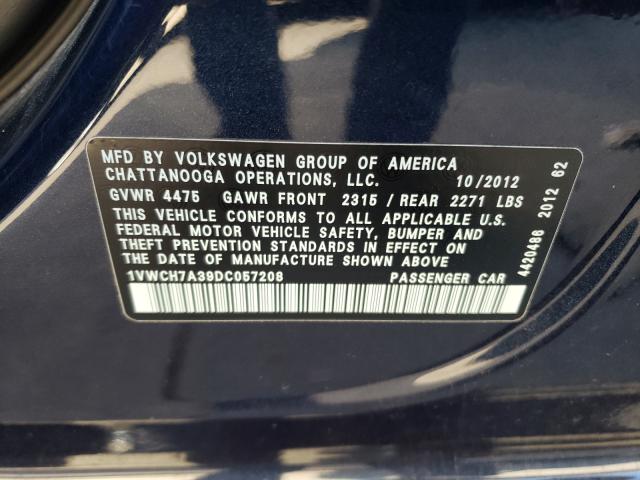 MFD BY VOLKSWAGEN GROUP OF AMERICA
CHATTANOOGA OPERATIONS, LLC. 10/2012
GVWR 4475 GAWR FRONT 2315 / REAR 2271 LBS
THIS VEHICLE CONFORMS TO ALL APPLICABLE U.S.
FEDERAL MOTOR VEHICLE SAFETY, BUMPER AND
THEFT PREVENTION STANDARDS IN EFFECT ON
THE DATE OF MANUFACTURE SHOWN ABOVE
1VWCH7A39DC057208 PASSENGER CAR
4420486 2012 62